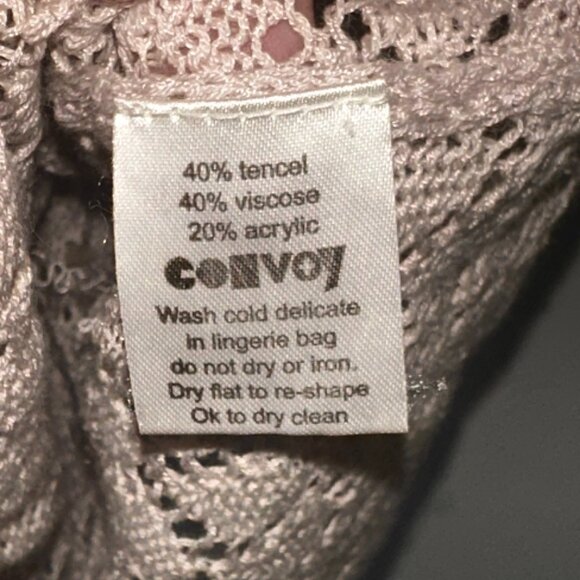 40% tencel
40% viscose
20% acrylic
CONVOY
Wash cold delicate
in lingerie bag
do not dry or iron.
Dry flat to re-shape
Ok to dry clean